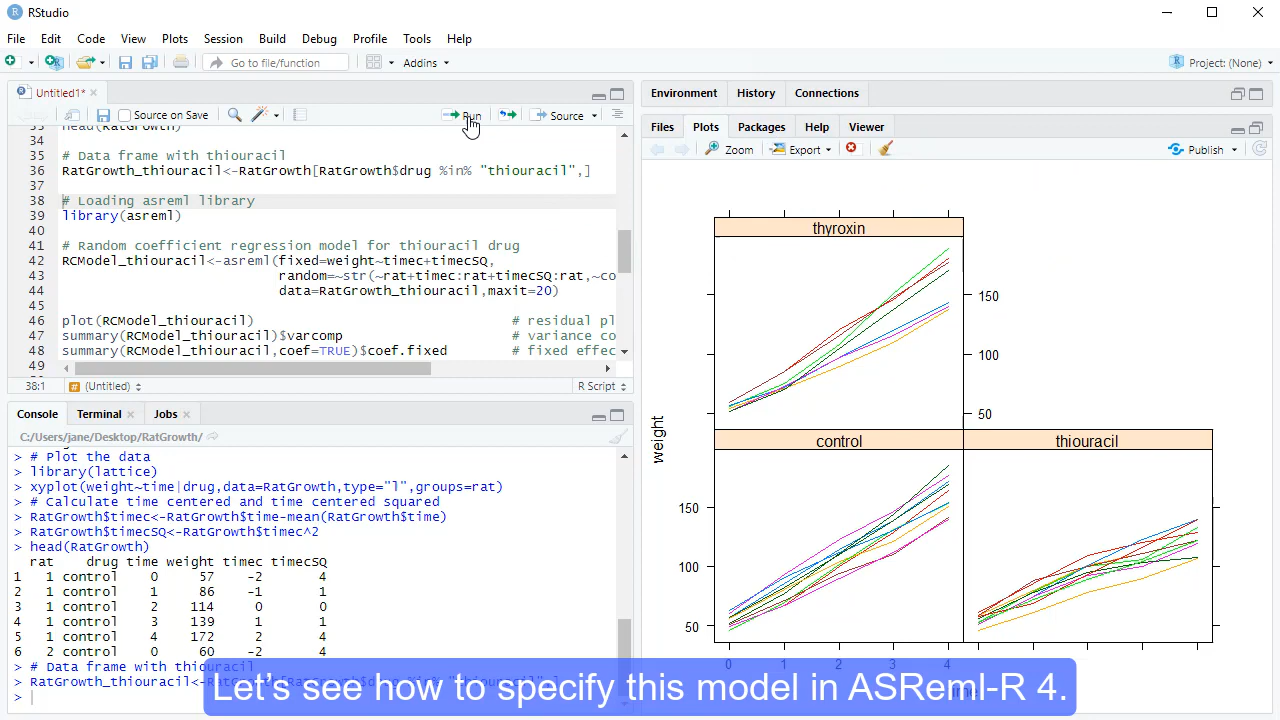 RStudio
File Edit Code View Plots Session Build Debug Profile Tools Help
Go to file/function Addins Project: (None)
Untitled1*
Source on Save Run Source
33 head(RatGrowth)
34
35 # Data frame with thiouracil
36 RatGrowth_thiouracil<-RatGrowth[RatGrowth$drug %in% "thiouracil",]
37
38 # Loading asreml library
39 library(asreml)
40
41 # Random coefficient regression model for thiouracil drug
42 RCModel_thiouracil<-asreml(fixed=weight~timec+timecSQ,
43 random=~str(~rat+timec:rat+timecSQ:rat,~co
44 data=RatGrowth_thiouracil,maxit=20)
45
46 plot(RCModel_thiouracil) # residual pl
47 summary(RCModel_thiouracil)$varcomp # variance co
48 summary(RCModel_thiouracil,coef=TRUE)$coef.fixed # fixed effec
49
38:1 (Untitled) R Script
Console Terminal Jobs
C:/Users/jane/Desktop/RatGrowth/
> # Plot the data
> library(lattice)
> xyplot(weight~time|drug,data=RatGrowth,type="l",groups=rat)
> # Calculate time centered and time centered squared
> RatGrowth$timec<-RatGrowth$time-mean(RatGrowth$time)
> RatGrowth$timecSQ<-RatGrowth$timec^2
> head(RatGrowth)
rat drug time weight timec timecSQ
1 1 control 0 57 -2 4
2 1 control 1 86 -1 1
3 1 control 2 114 0 0
4 1 control 3 139 1 1
5 1 control 4 172 2 4
6 2 control 0 60 -2 4
> # Data frame with thiouracil
> RatGrowth_thiouracil<-
>
Environment History Connections
Files Plots Packages Help Viewer
Zoom Export Publish
thyroxin
150
100
50
weight
control thiouracil
150
100
50
0 1 2 3 4
time
Let's see how to specify this model in ASReml-R 4.